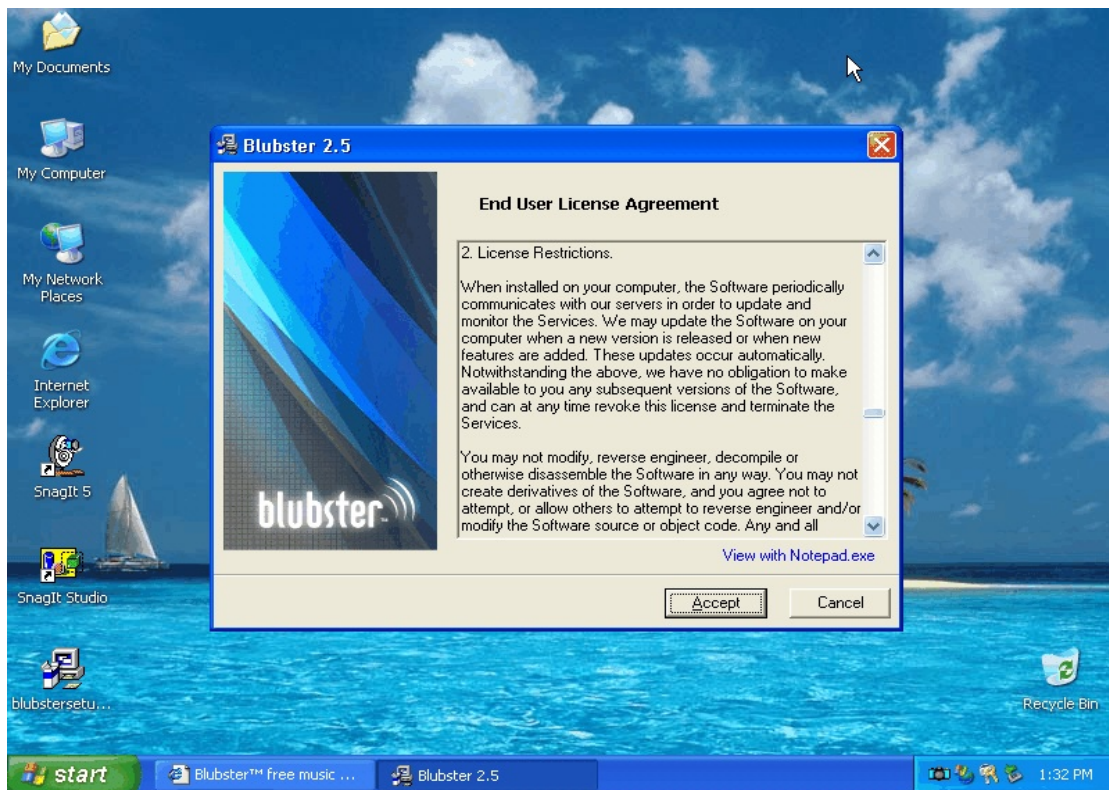 My Documents
My Computer
My Network
Places
Internet
Explorer
SnagIt 5
SnagIt Studio
blubstersetu...
Blubster 2.5
End User License Agreement
2. License Restrictions.
When installed on your computer, the Software periodically
communicates with our servers in order to update and
monitor the Services. We may update the Software on your
computer when a new version is released or when new
features are added. These updates occur automatically.
Notwithstanding the above, we have no obligation to make
available to you any subsequent versions of the Software,
and can at any time revoke this license and terminate the
Services.
You may not modify, reverse engineer, decompile or
otherwise disassemble the Software in any way. You may not
create derivatives of the Software, and you agree not to
attempt, or allow others to attempt to reverse engineer and/or
modify the Software source or object code. Any and all
blubster
View with Notepad.exe
Accept
Cancel
Recycle Bin
start
Blubster™ free music ...
Blubster 2.5
1:32 PM